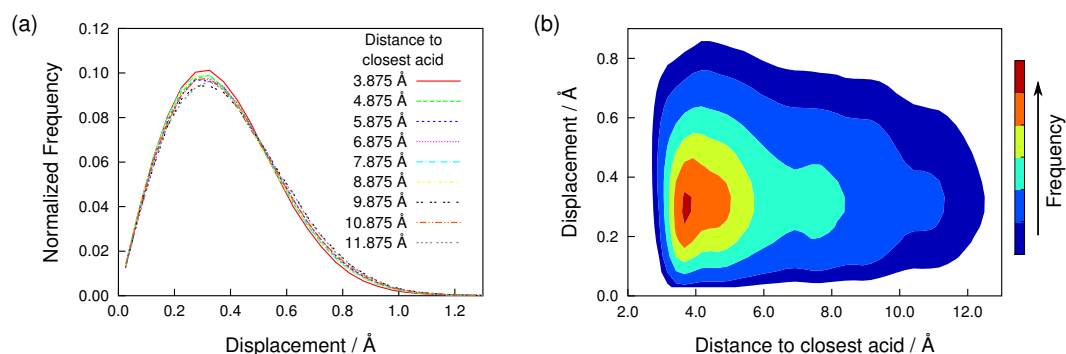 (a)
Normalized Frequency
0.12
0.10
0.08
0.06
0.04
0.02
0.00
0.0 0.2 0.4 0.6 0.8 1.0 1.2
Displacement / Å
Distance to
closest acid
3.875 Å
4.875 Å
5.875 Å
6.875 Å
7.875 Å
8.875 Å
9.875 Å
10.875 Å
11.875 Å
(b)
Displacement / Å
0.8
0.6
0.4
0.2
0.0
2.0 4.0 6.0 8.0 10.0 12.0
Distance to closest acid / Å
Frequency